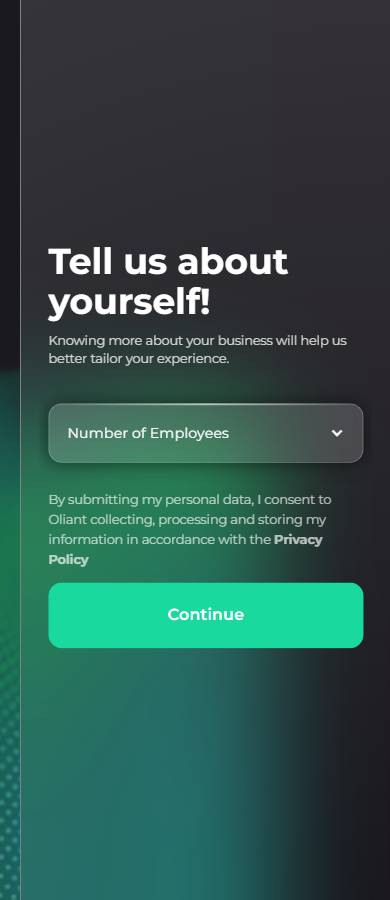 Tell us about
yourself!
Knowing more about your business will help us
better tailor your experience.
Number of Employees
By submitting my personal data, I consent to
Oliant collecting, processing and storing my
information in accordance with the Privacy
Policy
Continue